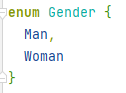 enum Gender {
Man,
Woman
}